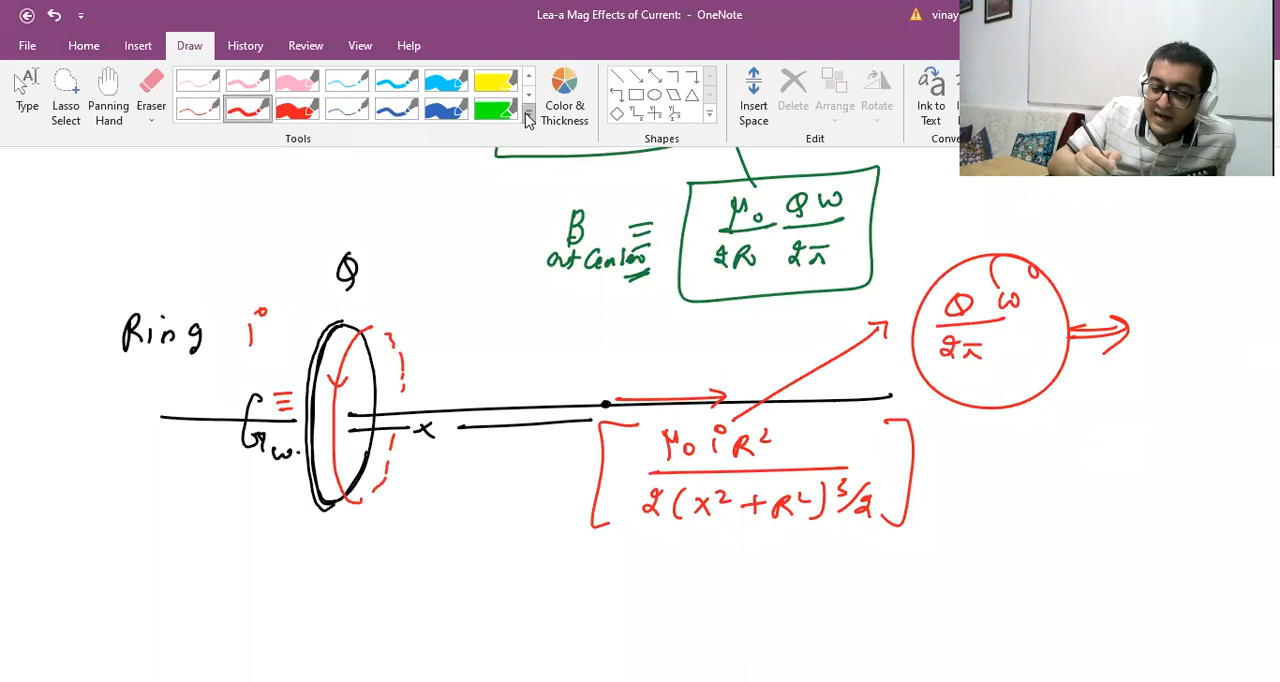 Lea-a Mag Effects of Current: - OneNote
vinay
File Home Insert Draw History Review View Help
Type
Lasso Select
Panning Hand
Eraser
Color & Thickness
Insert Space
Delete
Arrange
Rotate
Ink to Text
Tools
Shapes
Edit
Conve
B at Center ≡ μ₀/2R Qω/2π
Q
Ring i
≡
ω.
x
Qω/2π
[ μ₀ i R² / 2(x² + R²)^3/2 ]